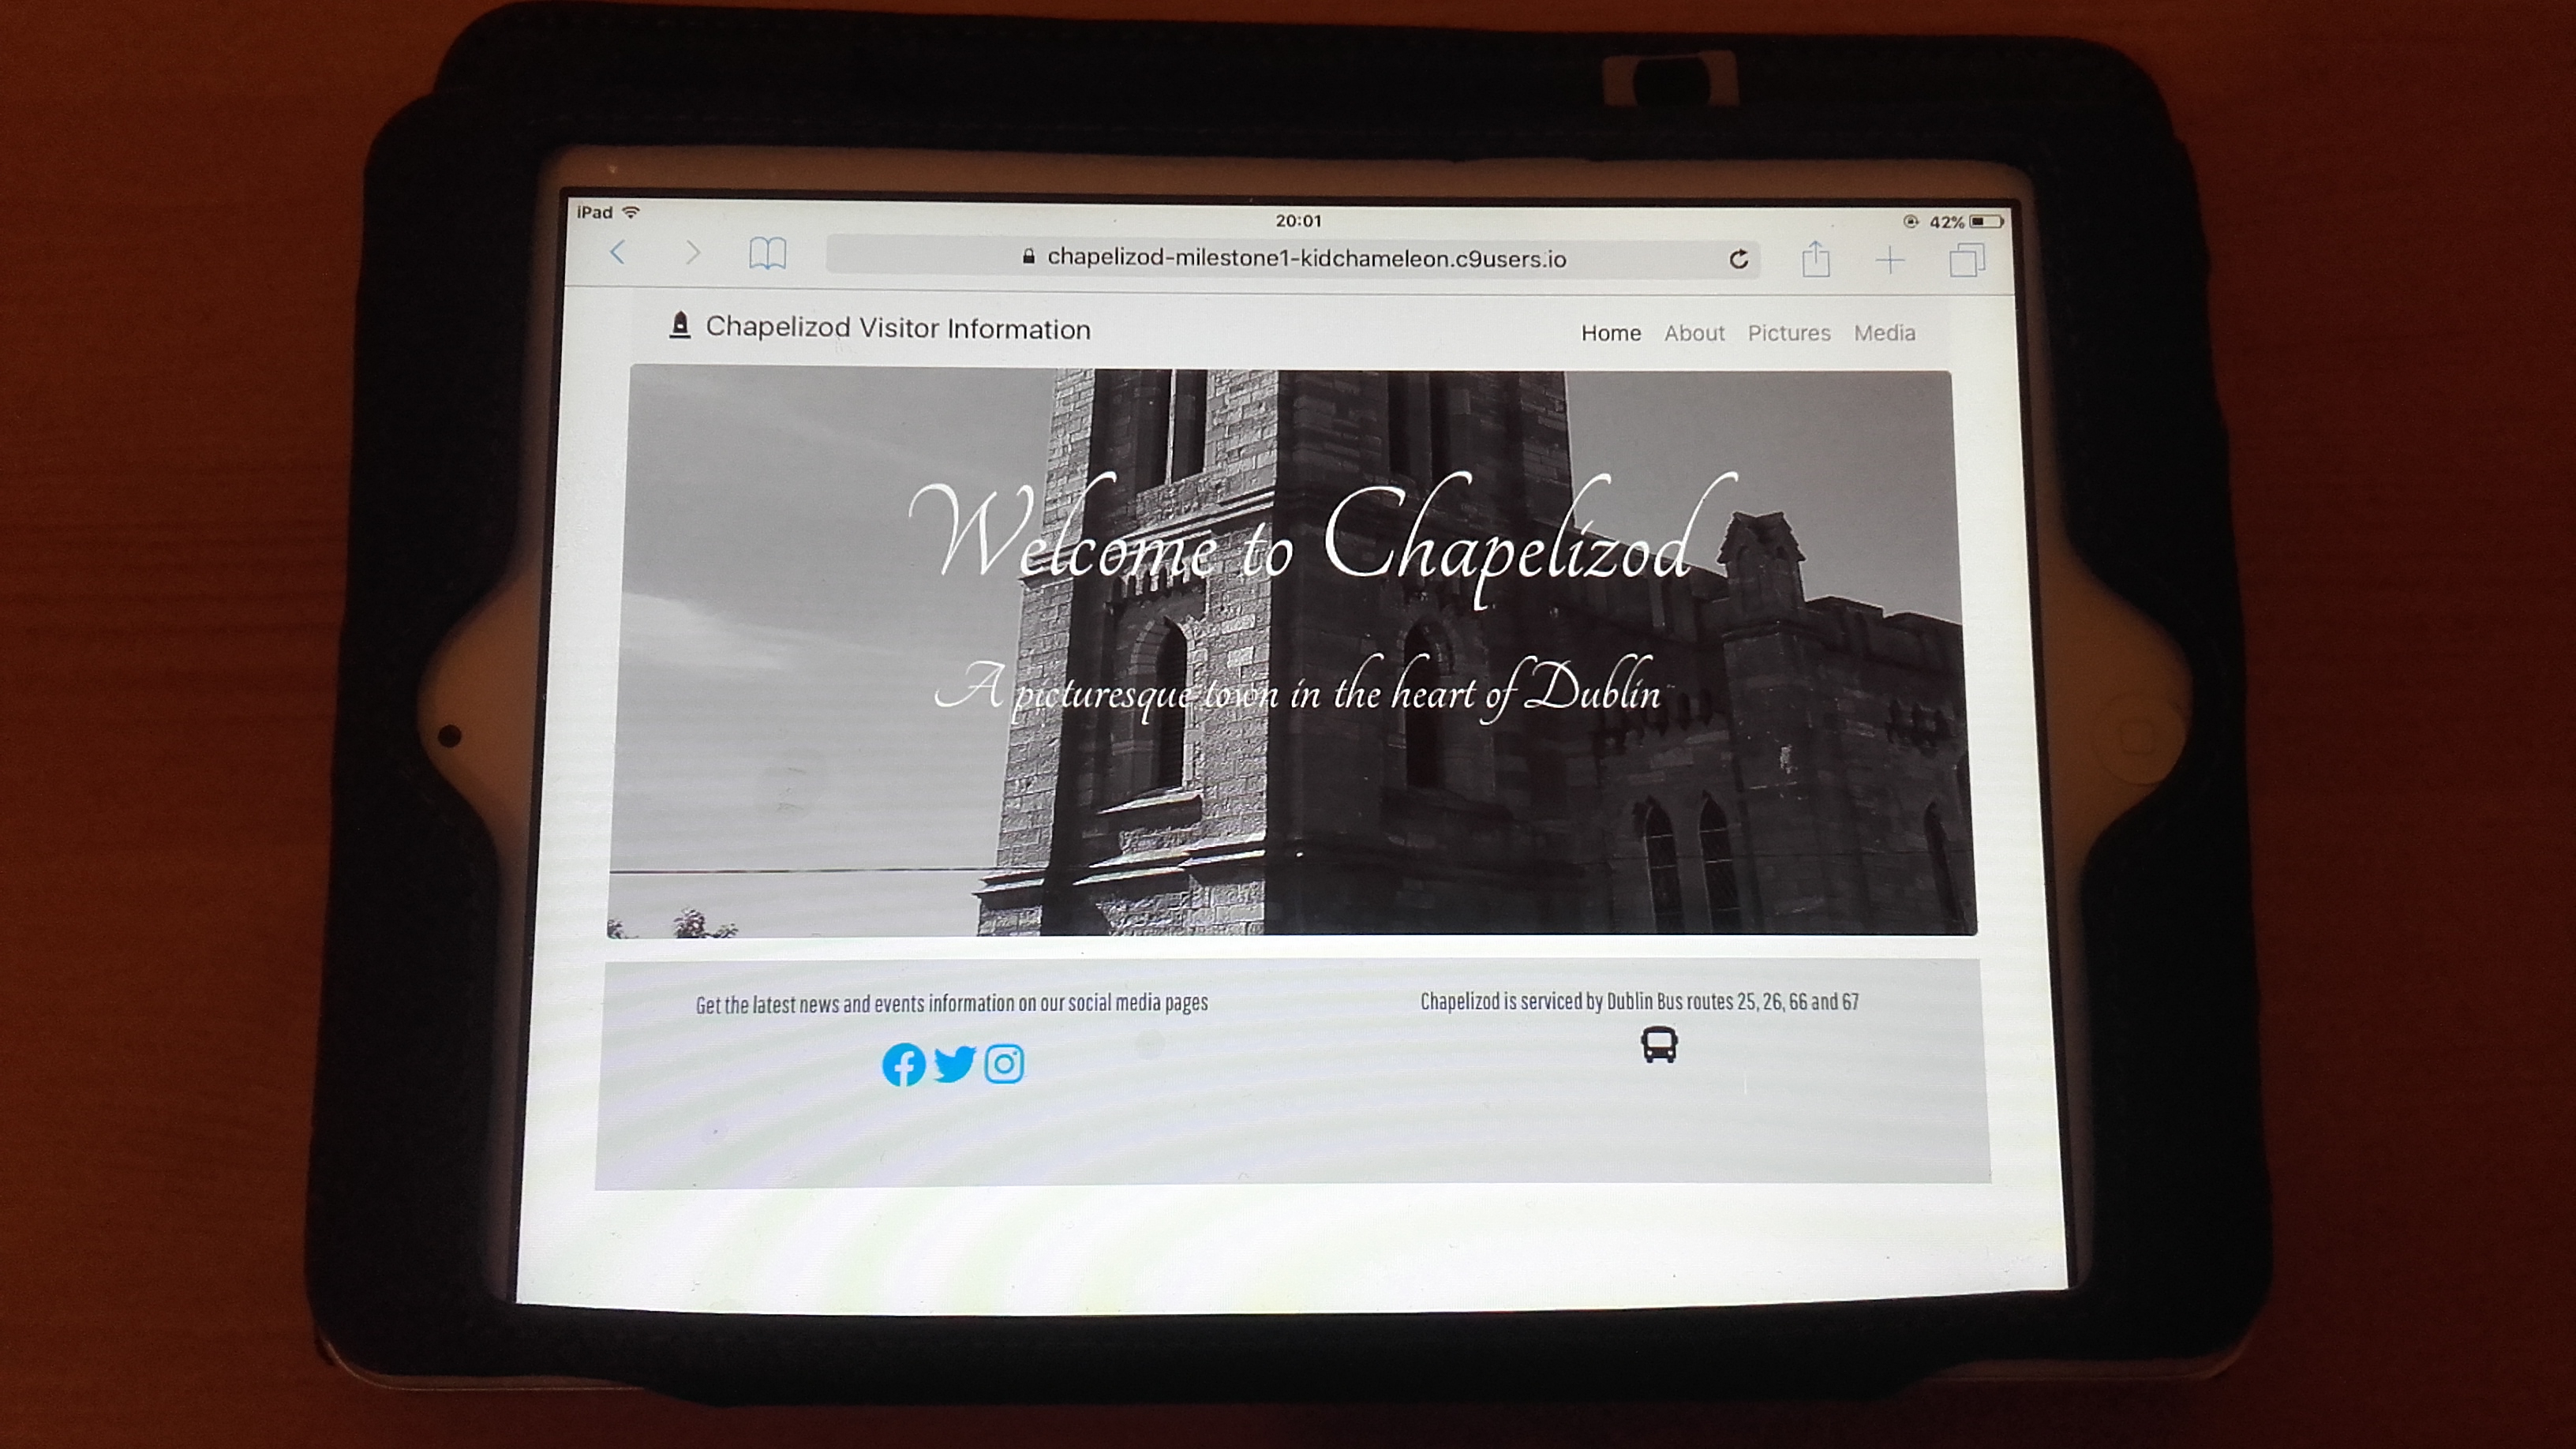 iPad 20:01 42%
chapelizod-milestone1-kidchameleon.c9users.io
Chapelizod Visitor Information Home About Pictures Media
Welcome to Chapelizod
A picturesque town in the heart of Dublin
Get the latest news and events information on our social media pages
Chapelizod is serviced by Dublin Bus routes 25, 26, 66 and 67